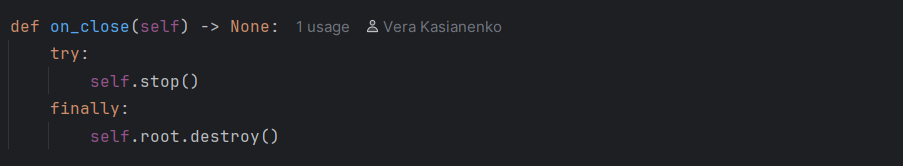 def on_close(self) -> None: 1 usage Vera Kasianenko
    try:
        self.stop()
    finally:
        self.root.destroy()